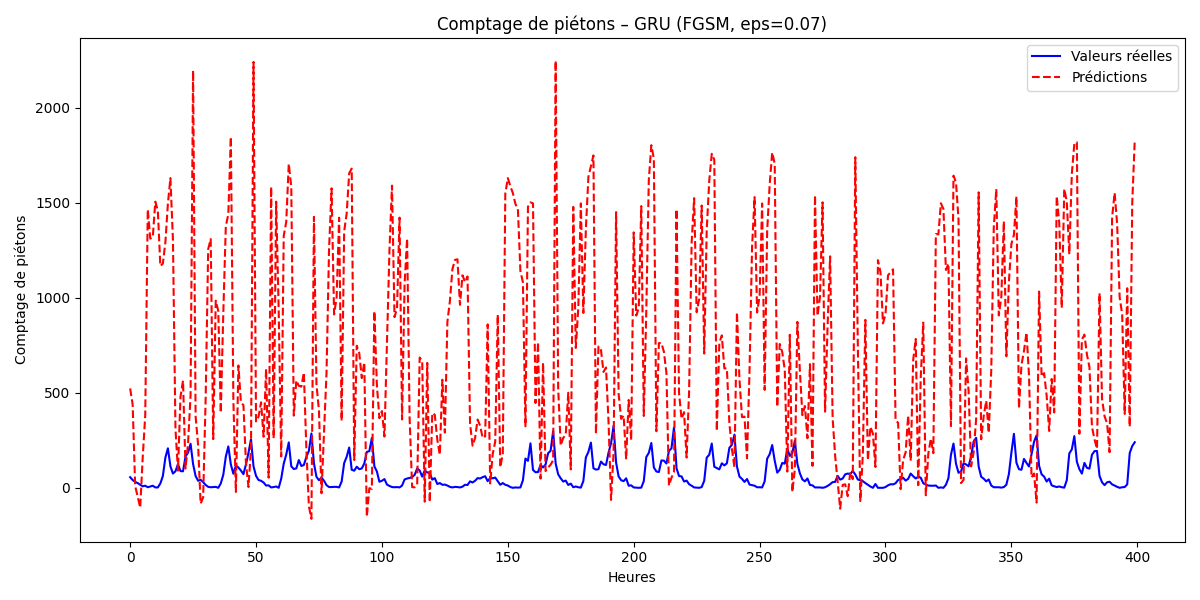 Comptage de piétons – GRU (FGSM, eps=0.07)
Valeurs réelles
Prédictions
Comptage de piétons
2000
1500
1000
500
0
0 50 100 150 200 250 300 350 400
Heures